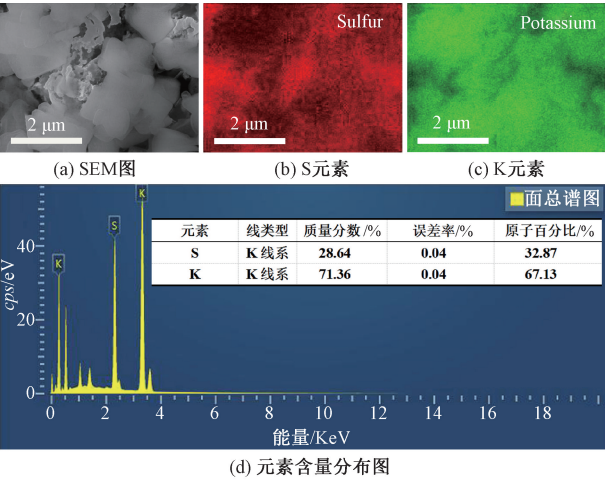 Sulfur
Potassium
2 μm
2 μm
2 μm
(a) SEM图
(b) S元素
(c) K元素
K
面总谱图
S
K
元素 线类型 质量分数/% 误差率/% 原子百分比/%
S K 线系 28.64 0.04 32.87
K K 线系 71.36 0.04 67.13
cps/eV
40
20
0
0 2 4 6 8 10 12 14 16 18
能量/KeV
(d) 元素含量分布图